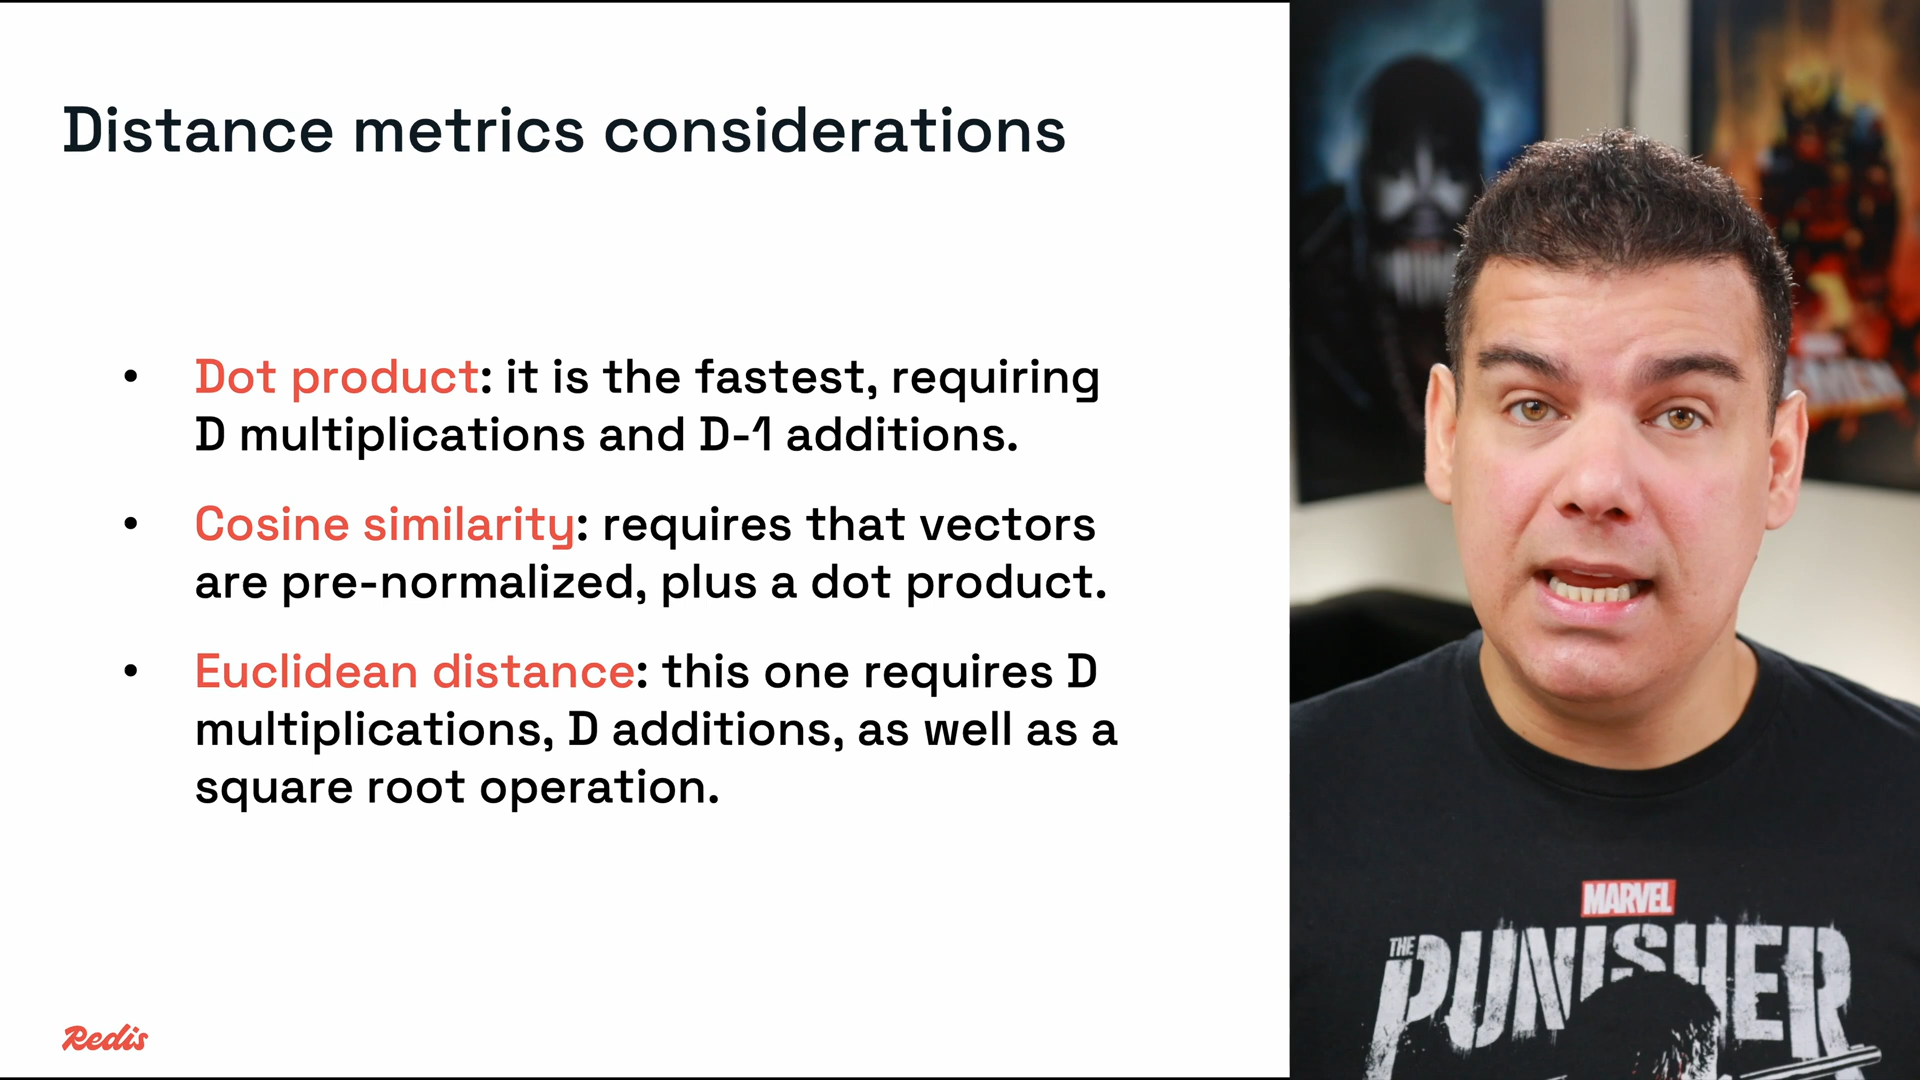 Distance metrics considerations
• Dot product: it is the fastest, requiring
D multiplications and D-1 additions.
• Cosine similarity: requires that vectors
are pre-normalized, plus a dot product.
• Euclidean distance: this one requires D
multiplications, D additions, as well as a
square root operation.
Redis
MARVEL
THE
PUNISHER